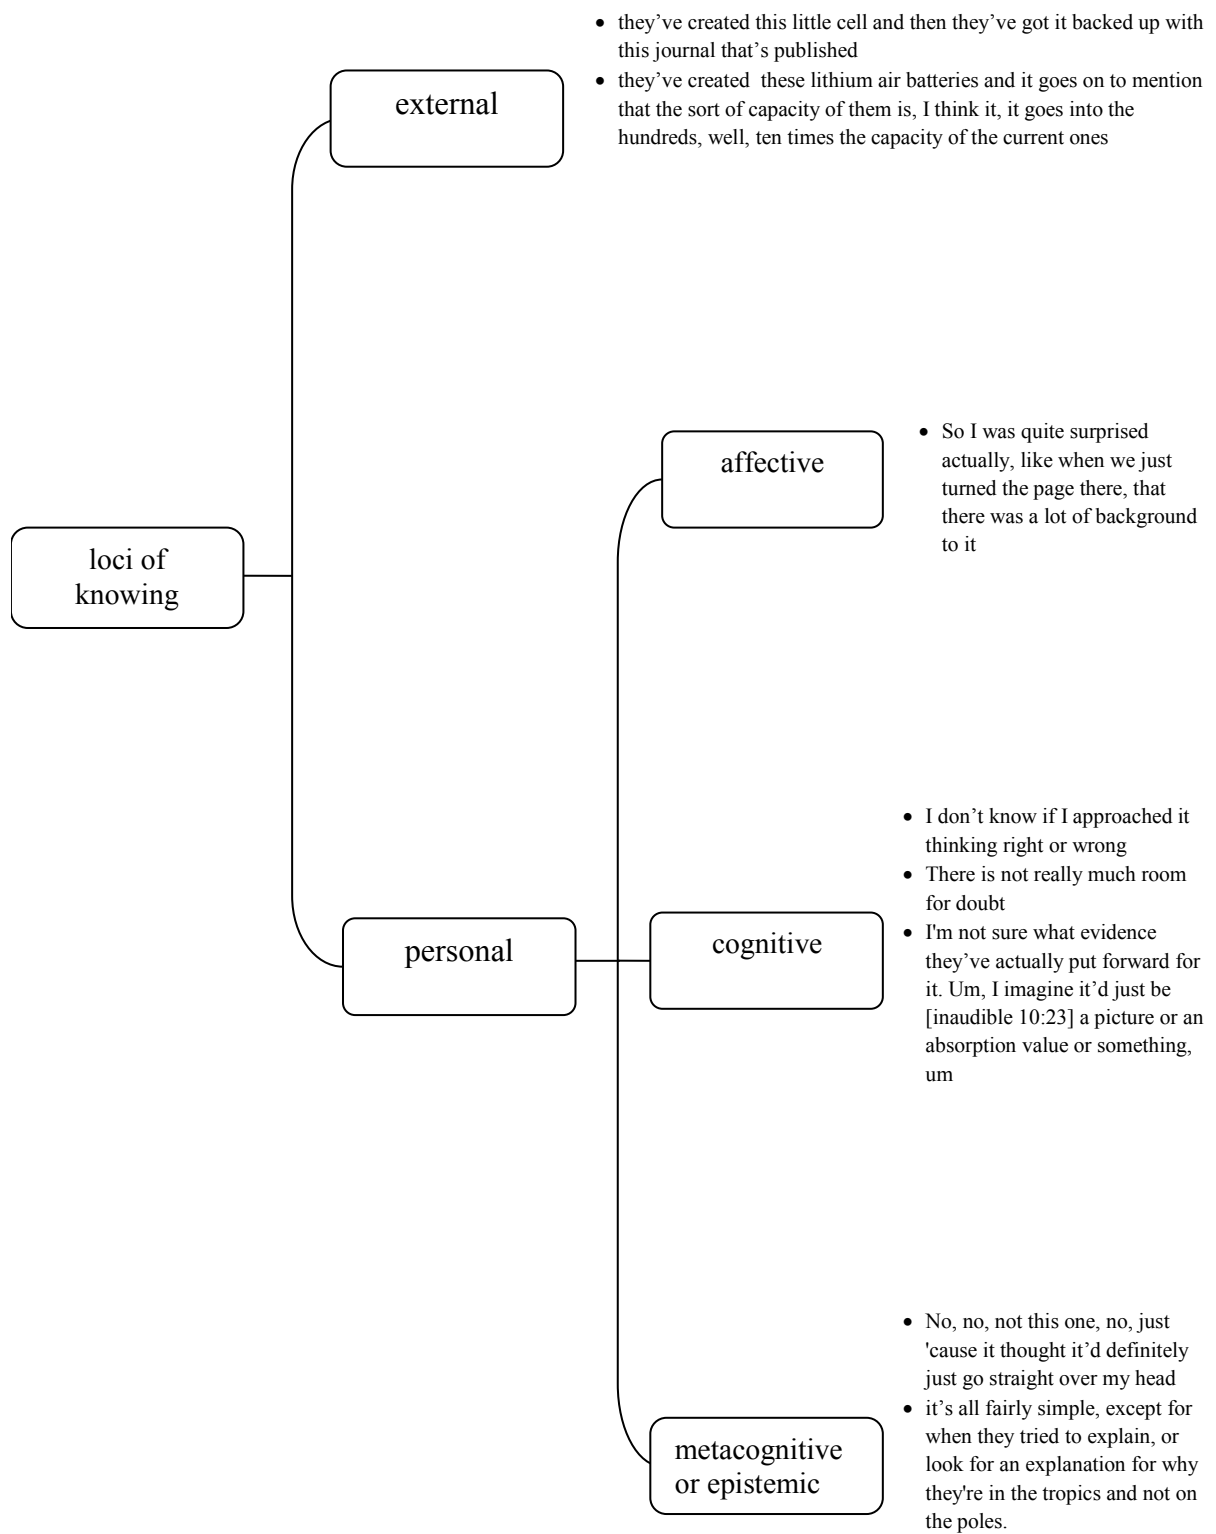 • they’ve created this little cell and then they’ve got it backed up with
this journal that’s published
• they’ve created  these lithium air batteries and it goes on to mention
that the sort of capacity of them is, I think it, it goes into the
hundreds, well, ten times the capacity of the current ones
external
affective
• So I was quite surprised
actually, like when we just
turned the page there, that
there was a lot of background
to it
loci of
knowing
personal
cognitive
• I don’t know if I approached it
thinking right or wrong
• There is not really much room
for doubt
• I'm not sure what evidence
they’ve actually put forward for
it. Um, I imagine it’d just be
[inaudible 10:23] a picture or an
absorption value or something,
um
metacognitive
or epistemic
• No, no, not this one, no, just
'cause it thought it’d definitely
just go straight over my head
• it’s all fairly simple, except for
when they tried to explain, or
look for an explanation for why
they're in the tropics and not on
the poles.